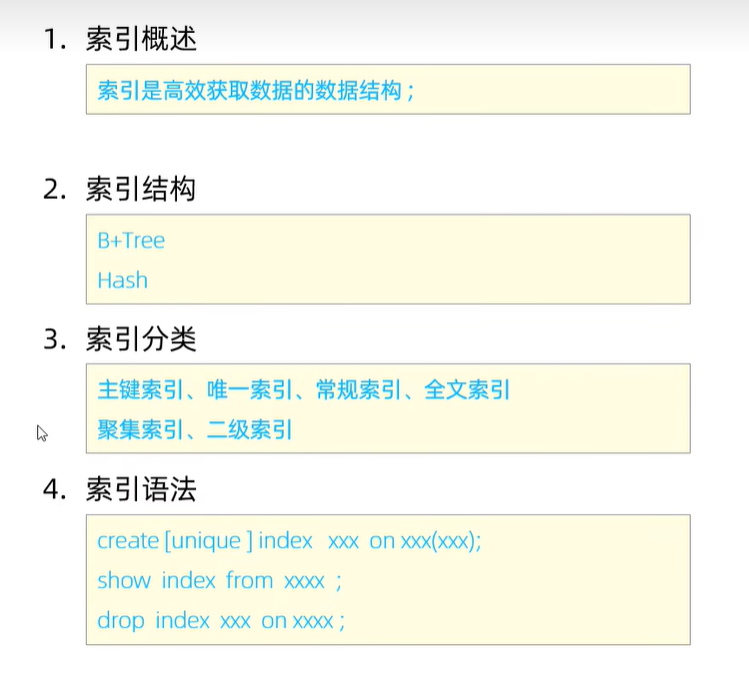 1. 索引概述
索引是高效获取数据的数据结构；
2. 索引结构
B+Tree
Hash
3. 索引分类
主键索引、唯一索引、常规索引、全文索引
聚集索引、二级索引
4. 索引语法
create [unique ] index xxx on xxx(xxx);
show index from xxxx ;
drop index xxx on xxxx ;